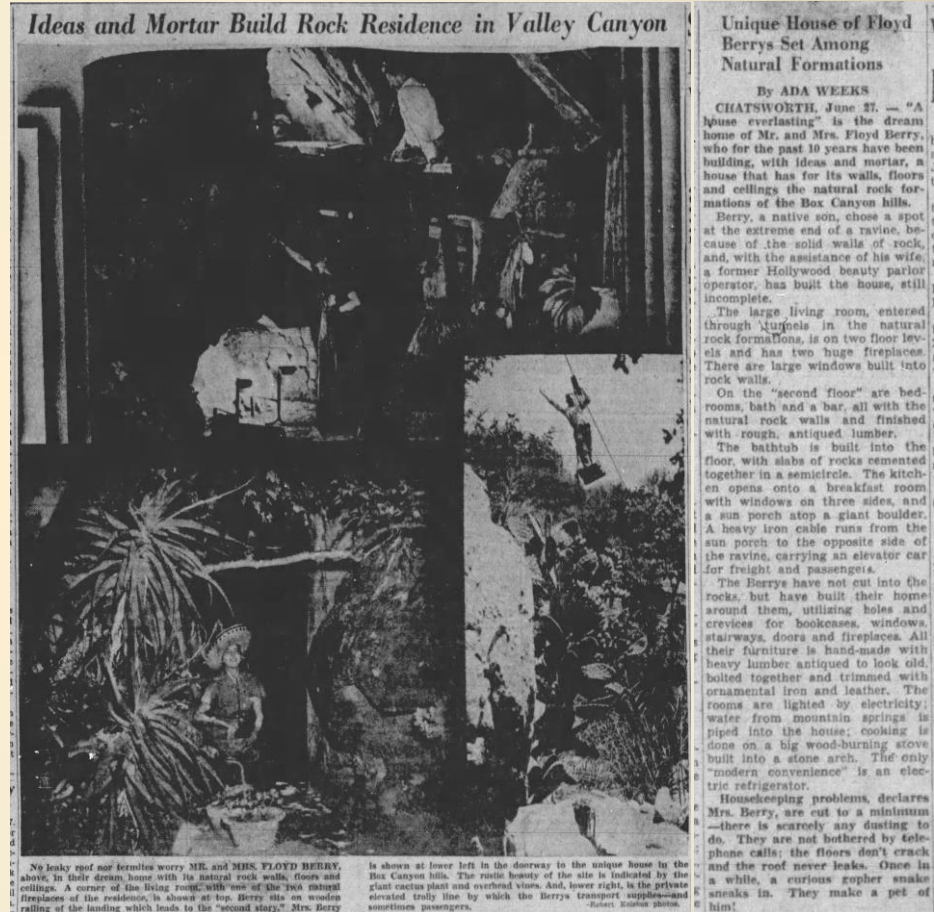 Ideas and Mortar Build Rock Residence in Valley Canyon
No leaky roof nor termites worry MR. and MRS. FLOYD BERRY,
above, in their dream home with its natural rock walls, floors and
ceilings. A corner of the living room, with one of the two natural
fireplaces of the residence, is shown at top. Berry sits on wooden
railing of the landing which leads to the "second story." Mrs. Berry
is shown at lower left in the doorway to the unique house in the
Box Canyon hills. The rustic beauty of the site is indicated by the
giant cactus plant and overhead vines. And, lower right, is the private
elevated trolly line by which the Berrys transport supplies—and
sometimes passengers.
photos.
Unique House of Floyd
Berrys Set Among
Natural Formations
By ADA WEEKS
CHATSWORTH, June 27. — "A
house everlasting" is the dream
home of Mr. and Mrs. Floyd Berry,
who for the past 10 years have been
building, with ideas and mortar, a
house that has for its walls, floors
and ceilings the natural rock for-
mations of the Box Canyon hills.
Berry, a native son, chose a spot
at the extreme end of a ravine, be-
cause of the solid walls of rock,
and, with the assistance of his wife,
a former Hollywood beauty parlor
operator, has built the house, still
incomplete.
The large living room, entered
through tunnels in the natural
rock formations, is on two floor lev-
els and has two huge fireplaces.
There are large windows built into
rock walls.
On the "second floor" are bed-
rooms, bath and a bar, all with the
natural rock walls and finished
with rough, antiqued lumber.
The bathtub is built into the
floor, with slabs of rocks cemented
together in a semicircle. The kitch-
en opens onto a breakfast room
with windows on three sides, and
a sun porch atop a giant boulder.
A heavy iron cable runs from the
sun porch to the opposite side of
the ravine, carrying an elevator car
for freight and passengers.
The Berrys have not cut into the
rocks, but have built their home
around them, utilizing holes and
crevices for bookcases, windows,
stairways, doors and fireplaces. All
their furniture is hand-made with
heavy lumber antiqued to look old,
bolted together and trimmed with
ornamental iron and leather. The
rooms are lighted by electricity;
water from mountain springs is
piped into the house; cooking is
done on a big wood-burning stove
built into a stone arch. The only
"modern convenience" is an elec-
tric refrigerator.
Housekeeping problems, declares
Mrs. Berry, are cut to a minimum
—there is scarcely any dusting to
do. They are not bothered by tele-
phone calls; the floors don't crack
and the roof never leaks. Once in
a while, a curious gopher snake
sneaks in. They make a pet of
him!